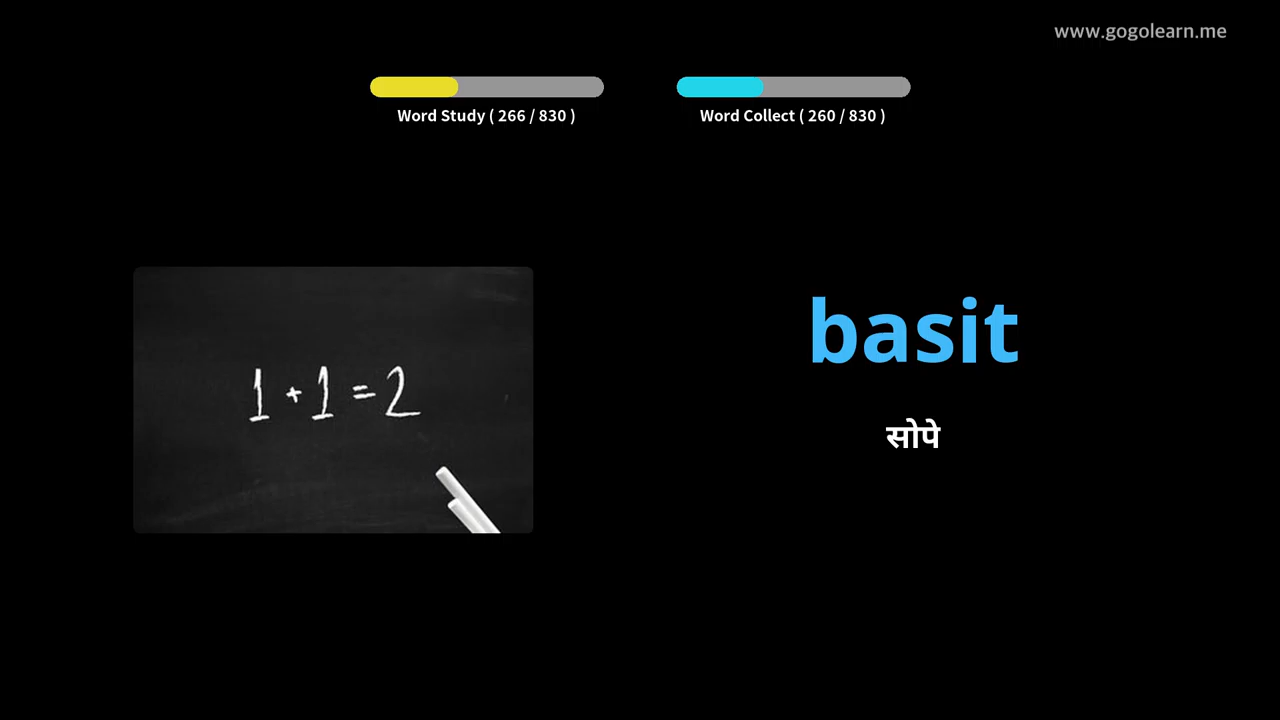 www.gogolearn.me
Word Study ( 266 / 830 )
Word Collect ( 260 / 830 )
1 + 1 = 2
basit
सोपे